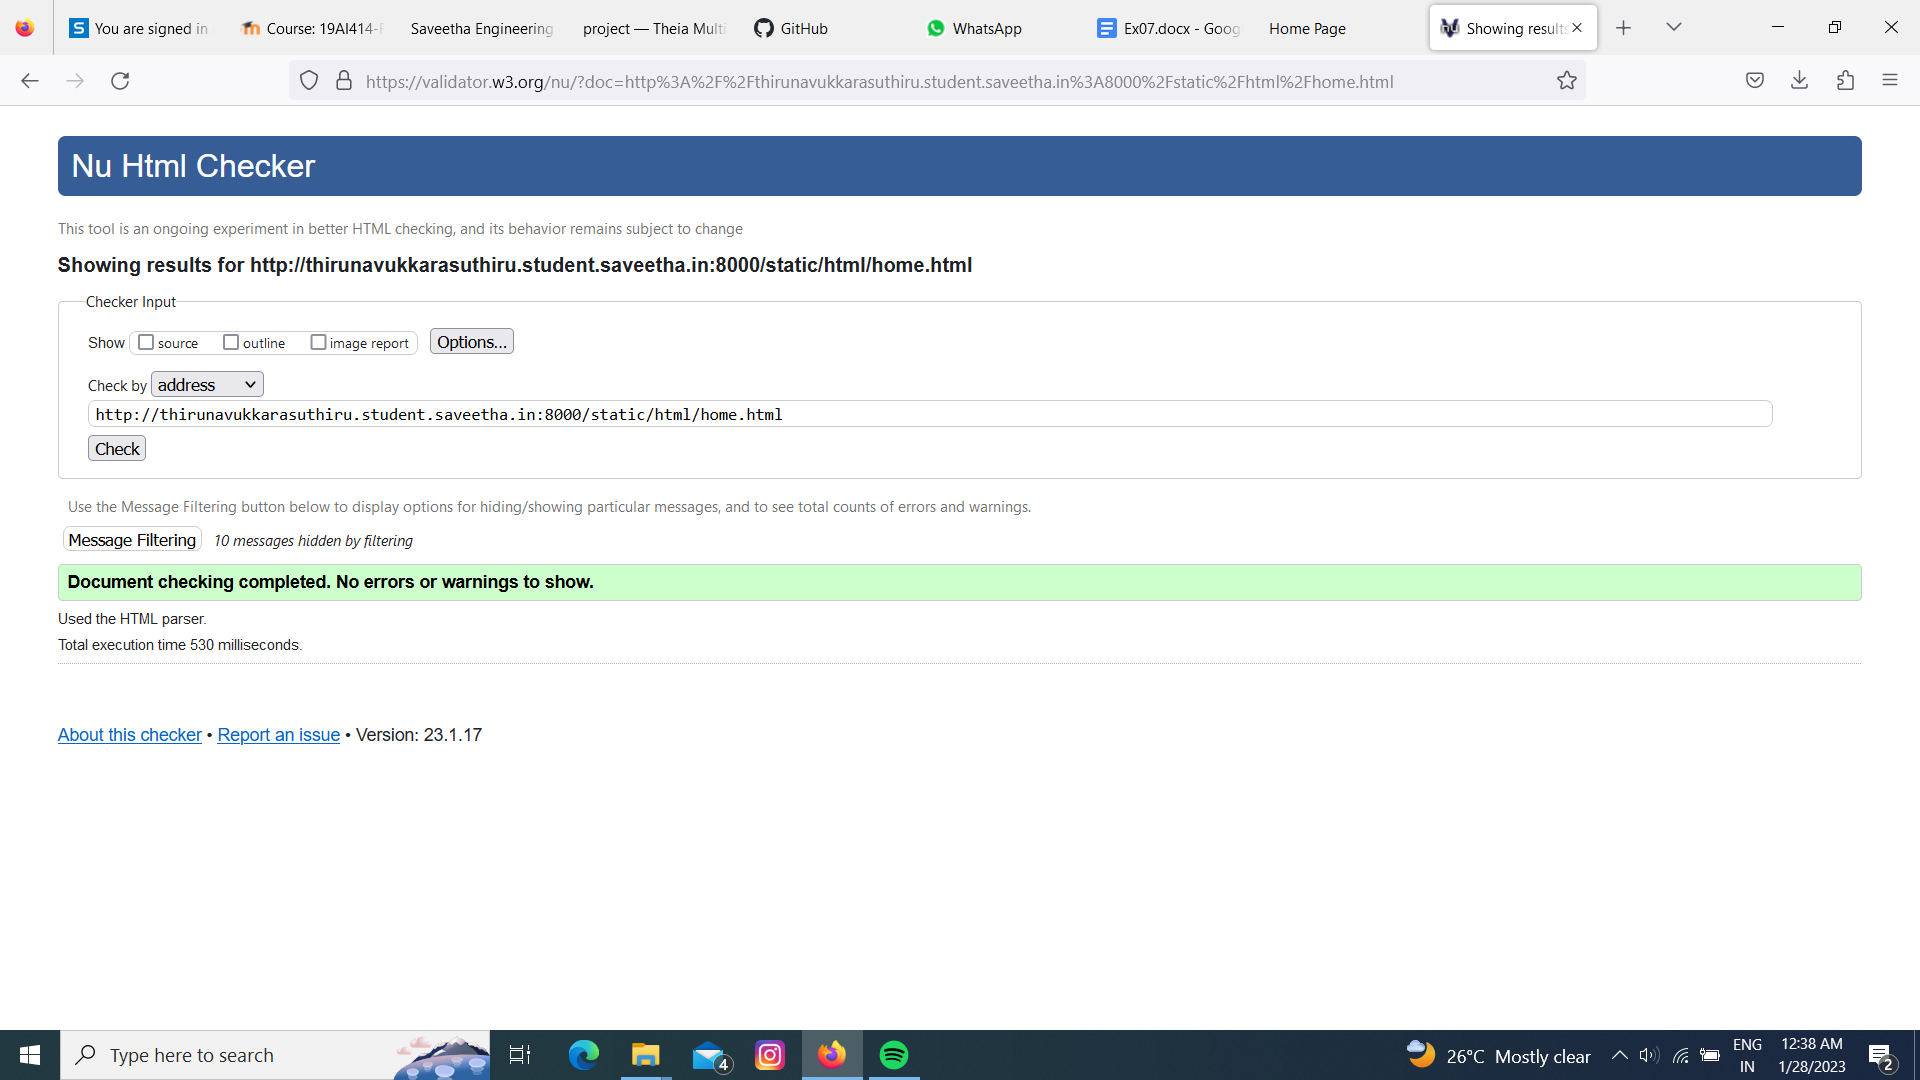 You are signed in
Course: 19AI414-F
Saveetha Engineering
project — Theia Multi
GitHub
WhatsApp
Ex07.docx - Goog
Home Page
Showing results
https://validator.w3.org/nu/?doc=http%3A%2F%2Fthirunavukkarasuthiru.student.saveetha.in%3A8000%2Fstatic%2Fhtml%2Fhome.html
Nu Html Checker
This tool is an ongoing experiment in better HTML checking, and its behavior remains subject to change
Showing results for http://thirunavukkarasuthiru.student.saveetha.in:8000/static/html/home.html
Checker Input
Show source outline image report Options...
Check by address
http://thirunavukkarasuthiru.student.saveetha.in:8000/static/html/home.html
Check
Use the Message Filtering button below to display options for hiding/showing particular messages, and to see total counts of errors and warnings.
Message Filtering 10 messages hidden by filtering
Document checking completed. No errors or warnings to show.
Used the HTML parser.
Total execution time 530 milliseconds.
About this checker • Report an issue • Version: 23.1.17
Type here to search
4
26°C Mostly clear
ENG
IN
12:38 AM
1/28/2023
2